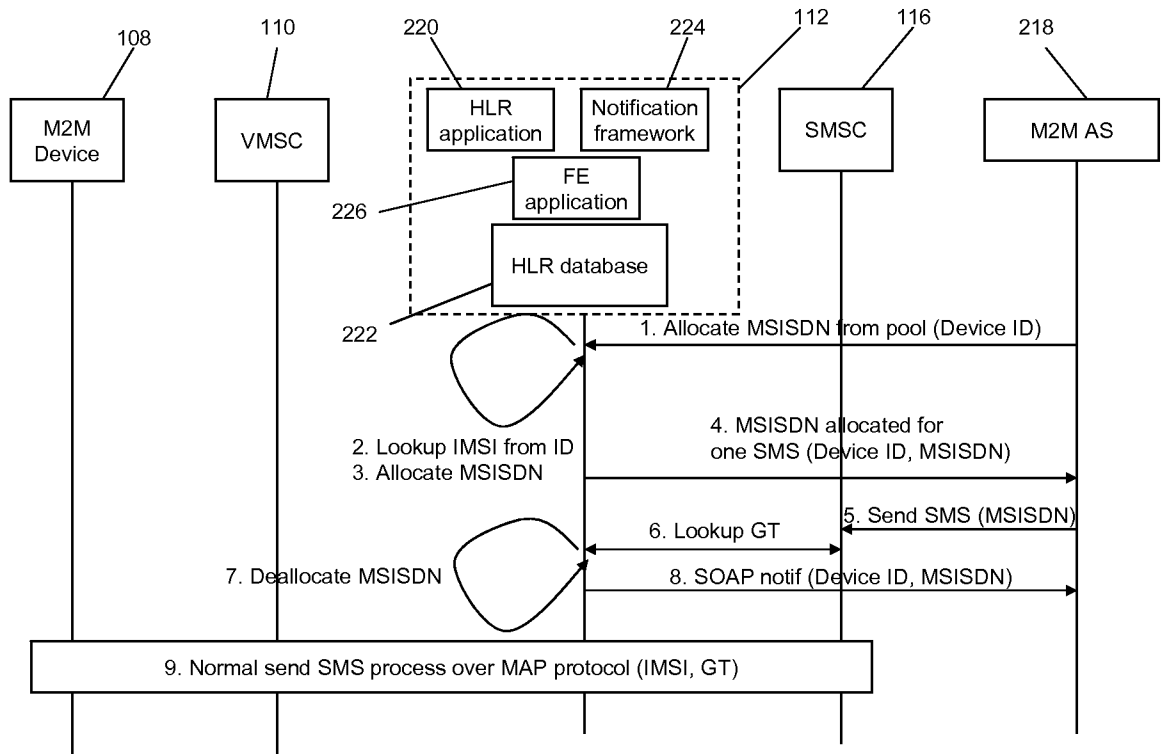 108
110
220
224
112
116
218
M2M
Device
VMSC
HLR
application
Notification
framework
SMSC
M2M AS
FE
application
226
HLR database
222
1. Allocate MSISDN from pool (Device ID)
2. Lookup IMSI from ID
3. Allocate MSISDN
4. MSISDN allocated for
one SMS (Device ID, MSISDN)
5. Send SMS (MSISDN)
6. Lookup GT
7. Deallocate MSISDN
8. SOAP notif (Device ID, MSISDN)
9. Normal send SMS process over MAP protocol (IMSI, GT)